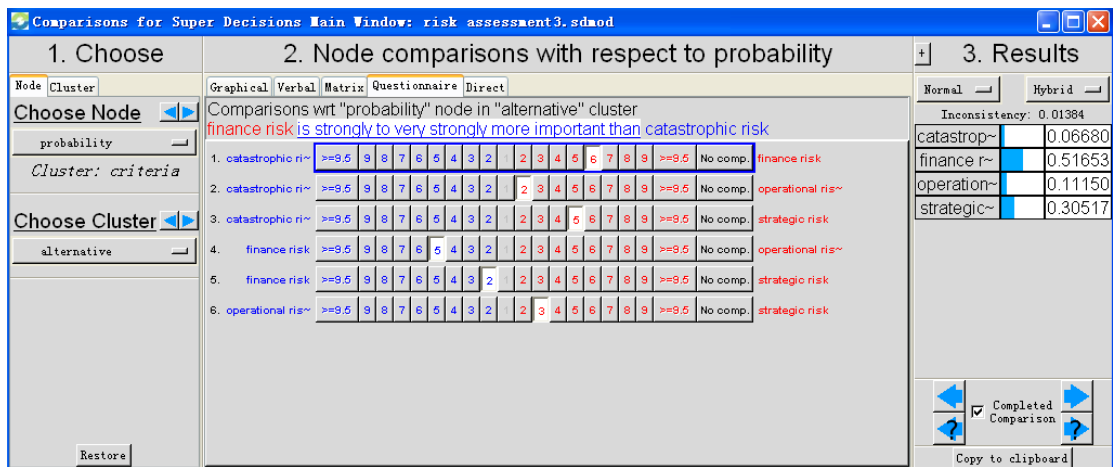 Comparisons for Super Decisions Main Window: risk assessment3.sdmod
1. Choose
Node Cluster
Choose Node
probability
Cluster: criteria
Choose Cluster
alternative
Restore
2. Node comparisons with respect to probability
Graphical Verbal Matrix Questionnaire Direct
Comparisons wrt "probability" node in "alternative" cluster
finance risk is strongly to very strongly more important than catastrophic risk
1. catastrophic ri~ >=9.5 9 8 7 6 5 4 3 2 1 2 3 4 5 6 7 8 9 >=9.5 No comp. finance risk
2. catastrophic ri~ >=9.5 9 8 7 6 5 4 3 2 1 2 3 4 5 6 7 8 9 >=9.5 No comp. operational ris~
3. catastrophic ri~ >=9.5 9 8 7 6 5 4 3 2 1 2 3 4 5 6 7 8 9 >=9.5 No comp. strategic risk
4. finance risk >=9.5 9 8 7 6 5 4 3 2 1 2 3 4 5 6 7 8 9 >=9.5 No comp. operational ris~
5. finance risk >=9.5 9 8 7 6 5 4 3 2 1 2 3 4 5 6 7 8 9 >=9.5 No comp. strategic risk
6. operational ris~ >=9.5 9 8 7 6 5 4 3 2 1 2 3 4 5 6 7 8 9 >=9.5 No comp. strategic risk
+ 3. Results
Normal Hybrid
Inconsistency: 0.01384
catastrop~ 0.06680
finance r~ 0.51653
operation~ 0.11150
strategic~ 0.30517
Completed
Comparison
? ?
Copy to clipboard